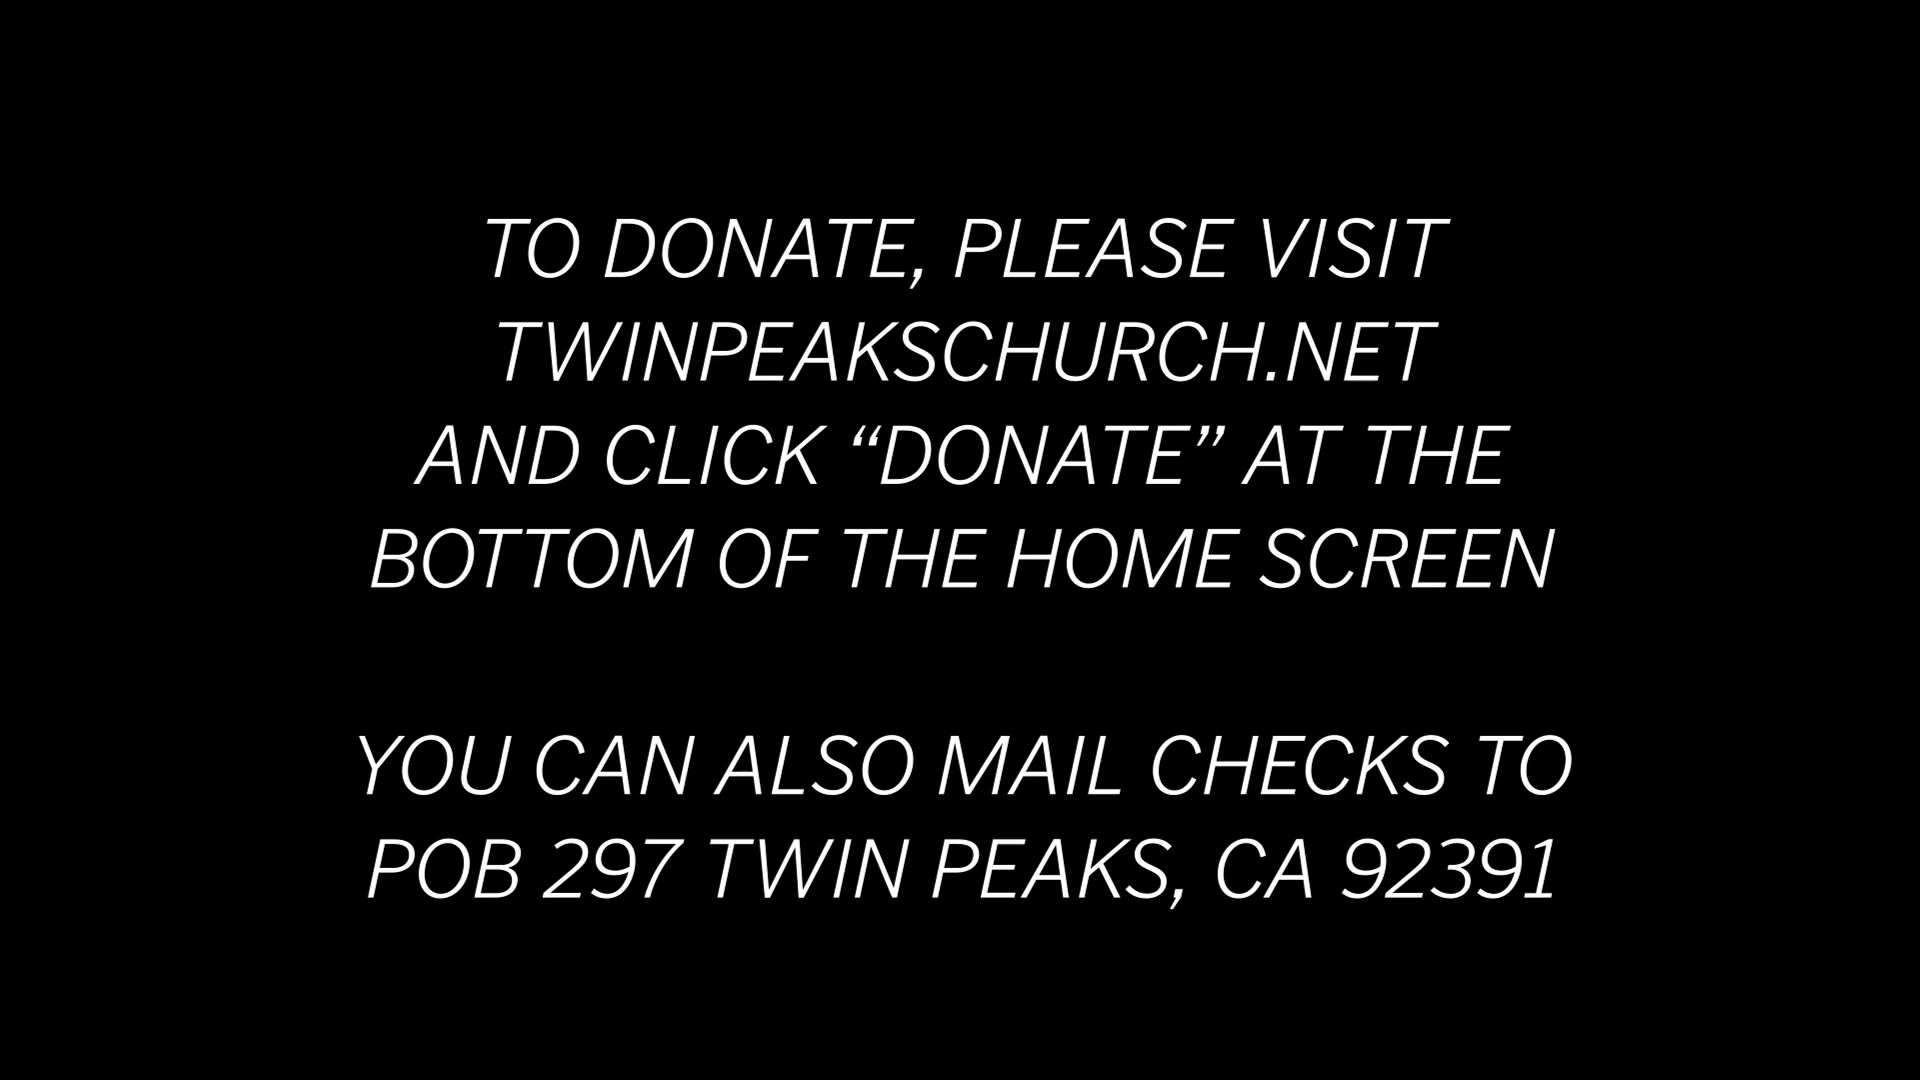 TO DONATE, PLEASE VISIT
TWINPEAKSCHURCH.NET
AND CLICK “DONATE” AT THE
BOTTOM OF THE HOME SCREEN
YOU CAN ALSO MAIL CHECKS TO
POB 297 TWIN PEAKS, CA 92391